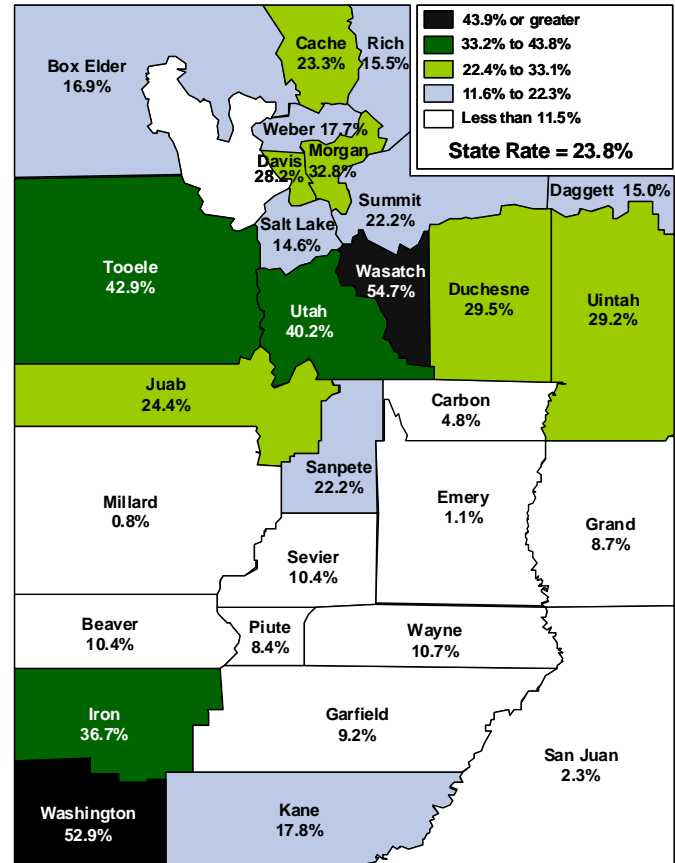 43.9% or greater
33.2% to 43.8%
22.4% to 33.1%
11.6% to 22.3%
Less than 11.5%
State Rate = 23.8%
Cache
23.3%
Rich
15.5%
Box Elder
16.9%
Weber 17.7%
Morgan
32.8%
Davis
28.2%
Summit
22.2%
Daggett 15.0%
Salt Lake
14.6%
Tooele
42.9%
Wasatch
54.7%
Duchesne
29.5%
Uintah
29.2%
Utah
40.2%
Juab
24.4%
Carbon
4.8%
Sanpete
22.2%
Millard
0.8%
Emery
1.1%
Grand
8.7%
Sevier
10.4%
Beaver
10.4%
Piute
8.4%
Wayne
10.7%
Iron
36.7%
Garfield
9.2%
San Juan
2.3%
Washington
52.9%
Kane
17.8%